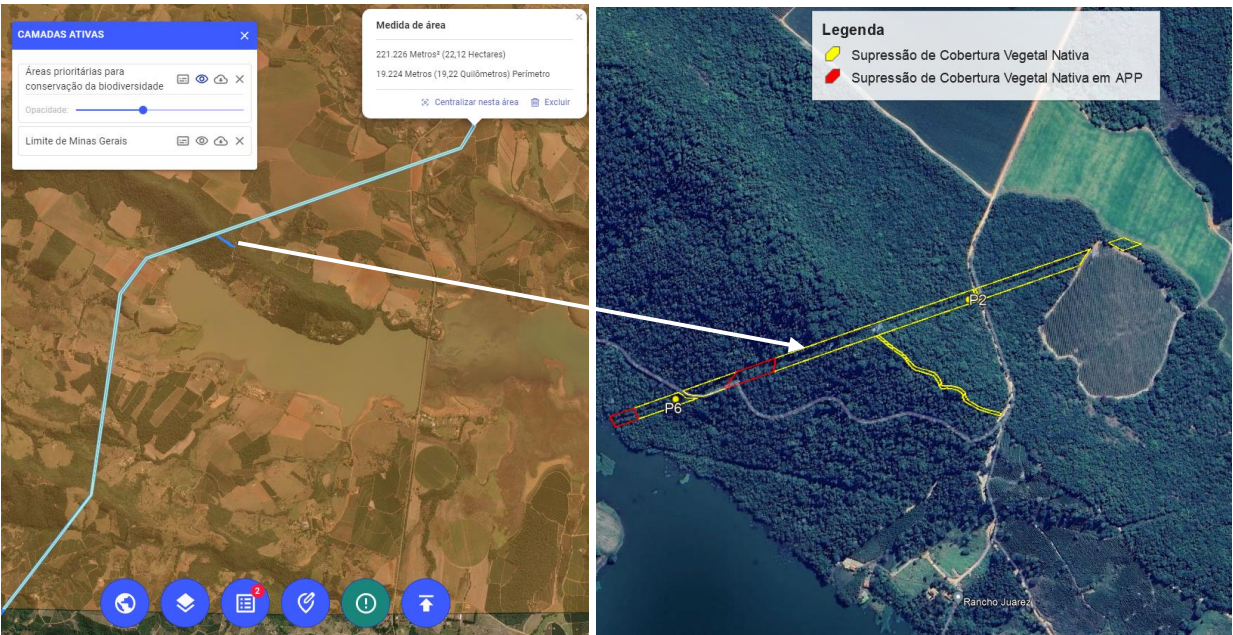 CAMADAS ATIVAS
Áreas prioritárias para
conservação da biodiversidade
Opacidade:
Limite de Minas Gerais
Medida de área
221.226 Metros² (22,12 Hectares)
19.224 Metros (19,22 Quilômetros) Perímetro
Centralizar nesta área
Excluir
2
Legenda
Supressão de Cobertura Vegetal Nativa
Supressão de Cobertura Vegetal Nativa em APP
P2
P6
Rancho Juarez